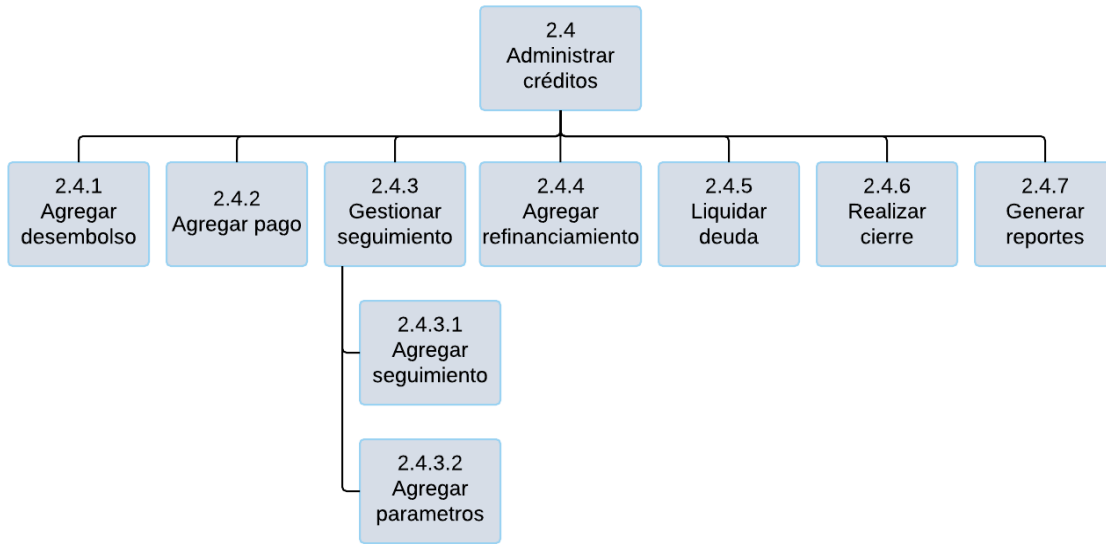 2.4
Administrar
créditos
2.4.1
Agregar
desembolso
2.4.2
Agregar pago
2.4.3
Gestionar
seguimiento
2.4.4
Agregar
refinanciamiento
2.4.5
Liquidar
deuda
2.4.6
Realizar
cierre
2.4.7
Generar
reportes
2.4.3.1
Agregar
seguimiento
2.4.3.2
Agregar
parametros